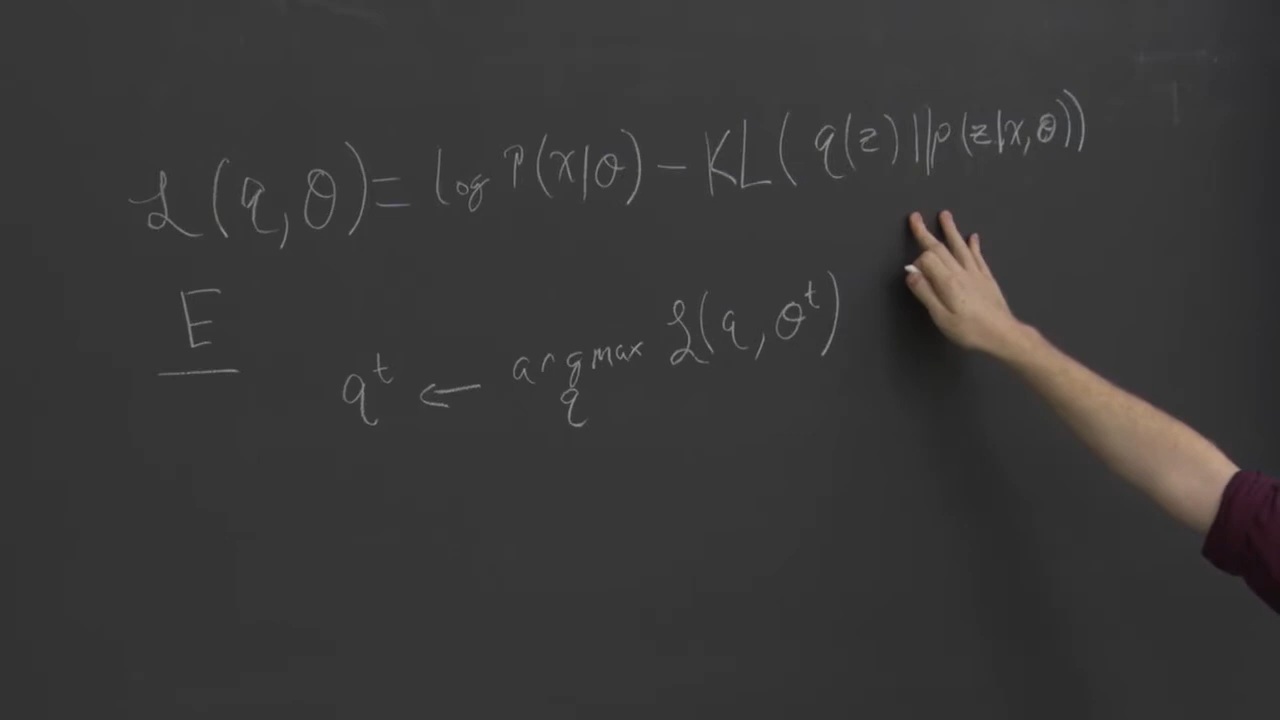 ℒ(q, θ) = log P(x|θ) − KL( q(z) || p(z|x, θ))
E
q^t ← argmax_q ℒ(q, θ^t)